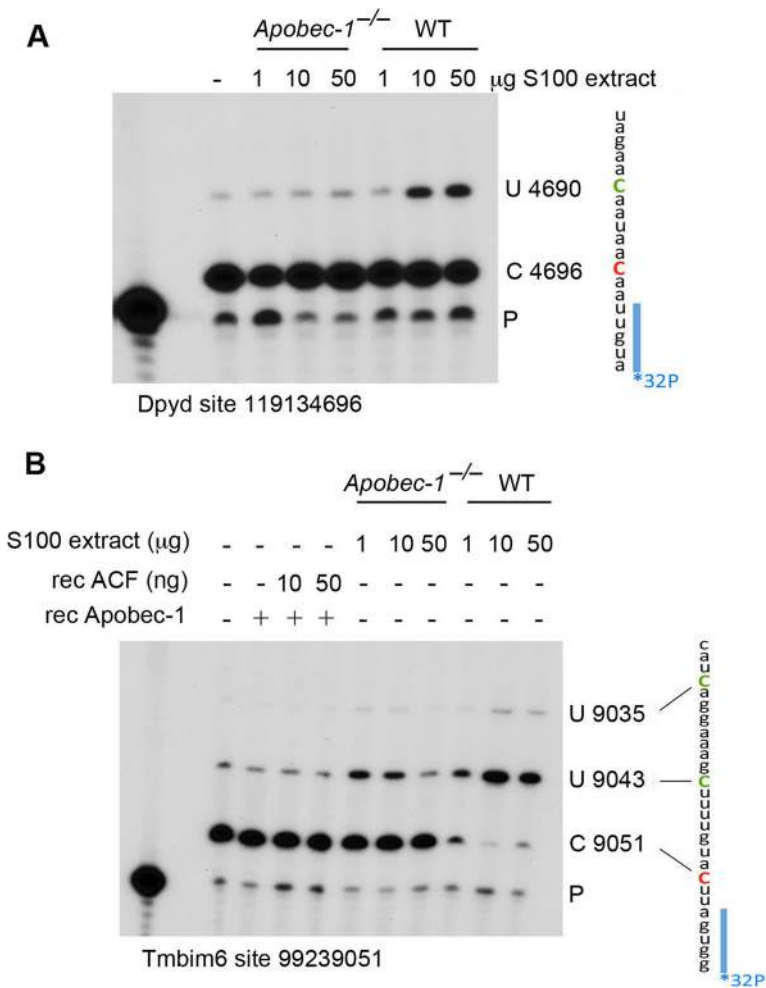 A
Apobec-1 –/– WT
- 1 10 50 1 10 50 μg S100 extract
U 4690
C 4696
P
uagaaCaauaaCaauugua
*32P
Dpyd site 119134696
B
Apobec-1 –/– WT
S100 extract (μg) - - - - 1 10 50 1 10 50
rec ACF (ng) - - 10 50 - - - - - -
rec Apobec-1 - + + + - - - - - -
U 9035
U 9043
C 9051
P
cauCaggaaagCuuuuguaCuuagugg
*32P
Tmbim6 site 99239051